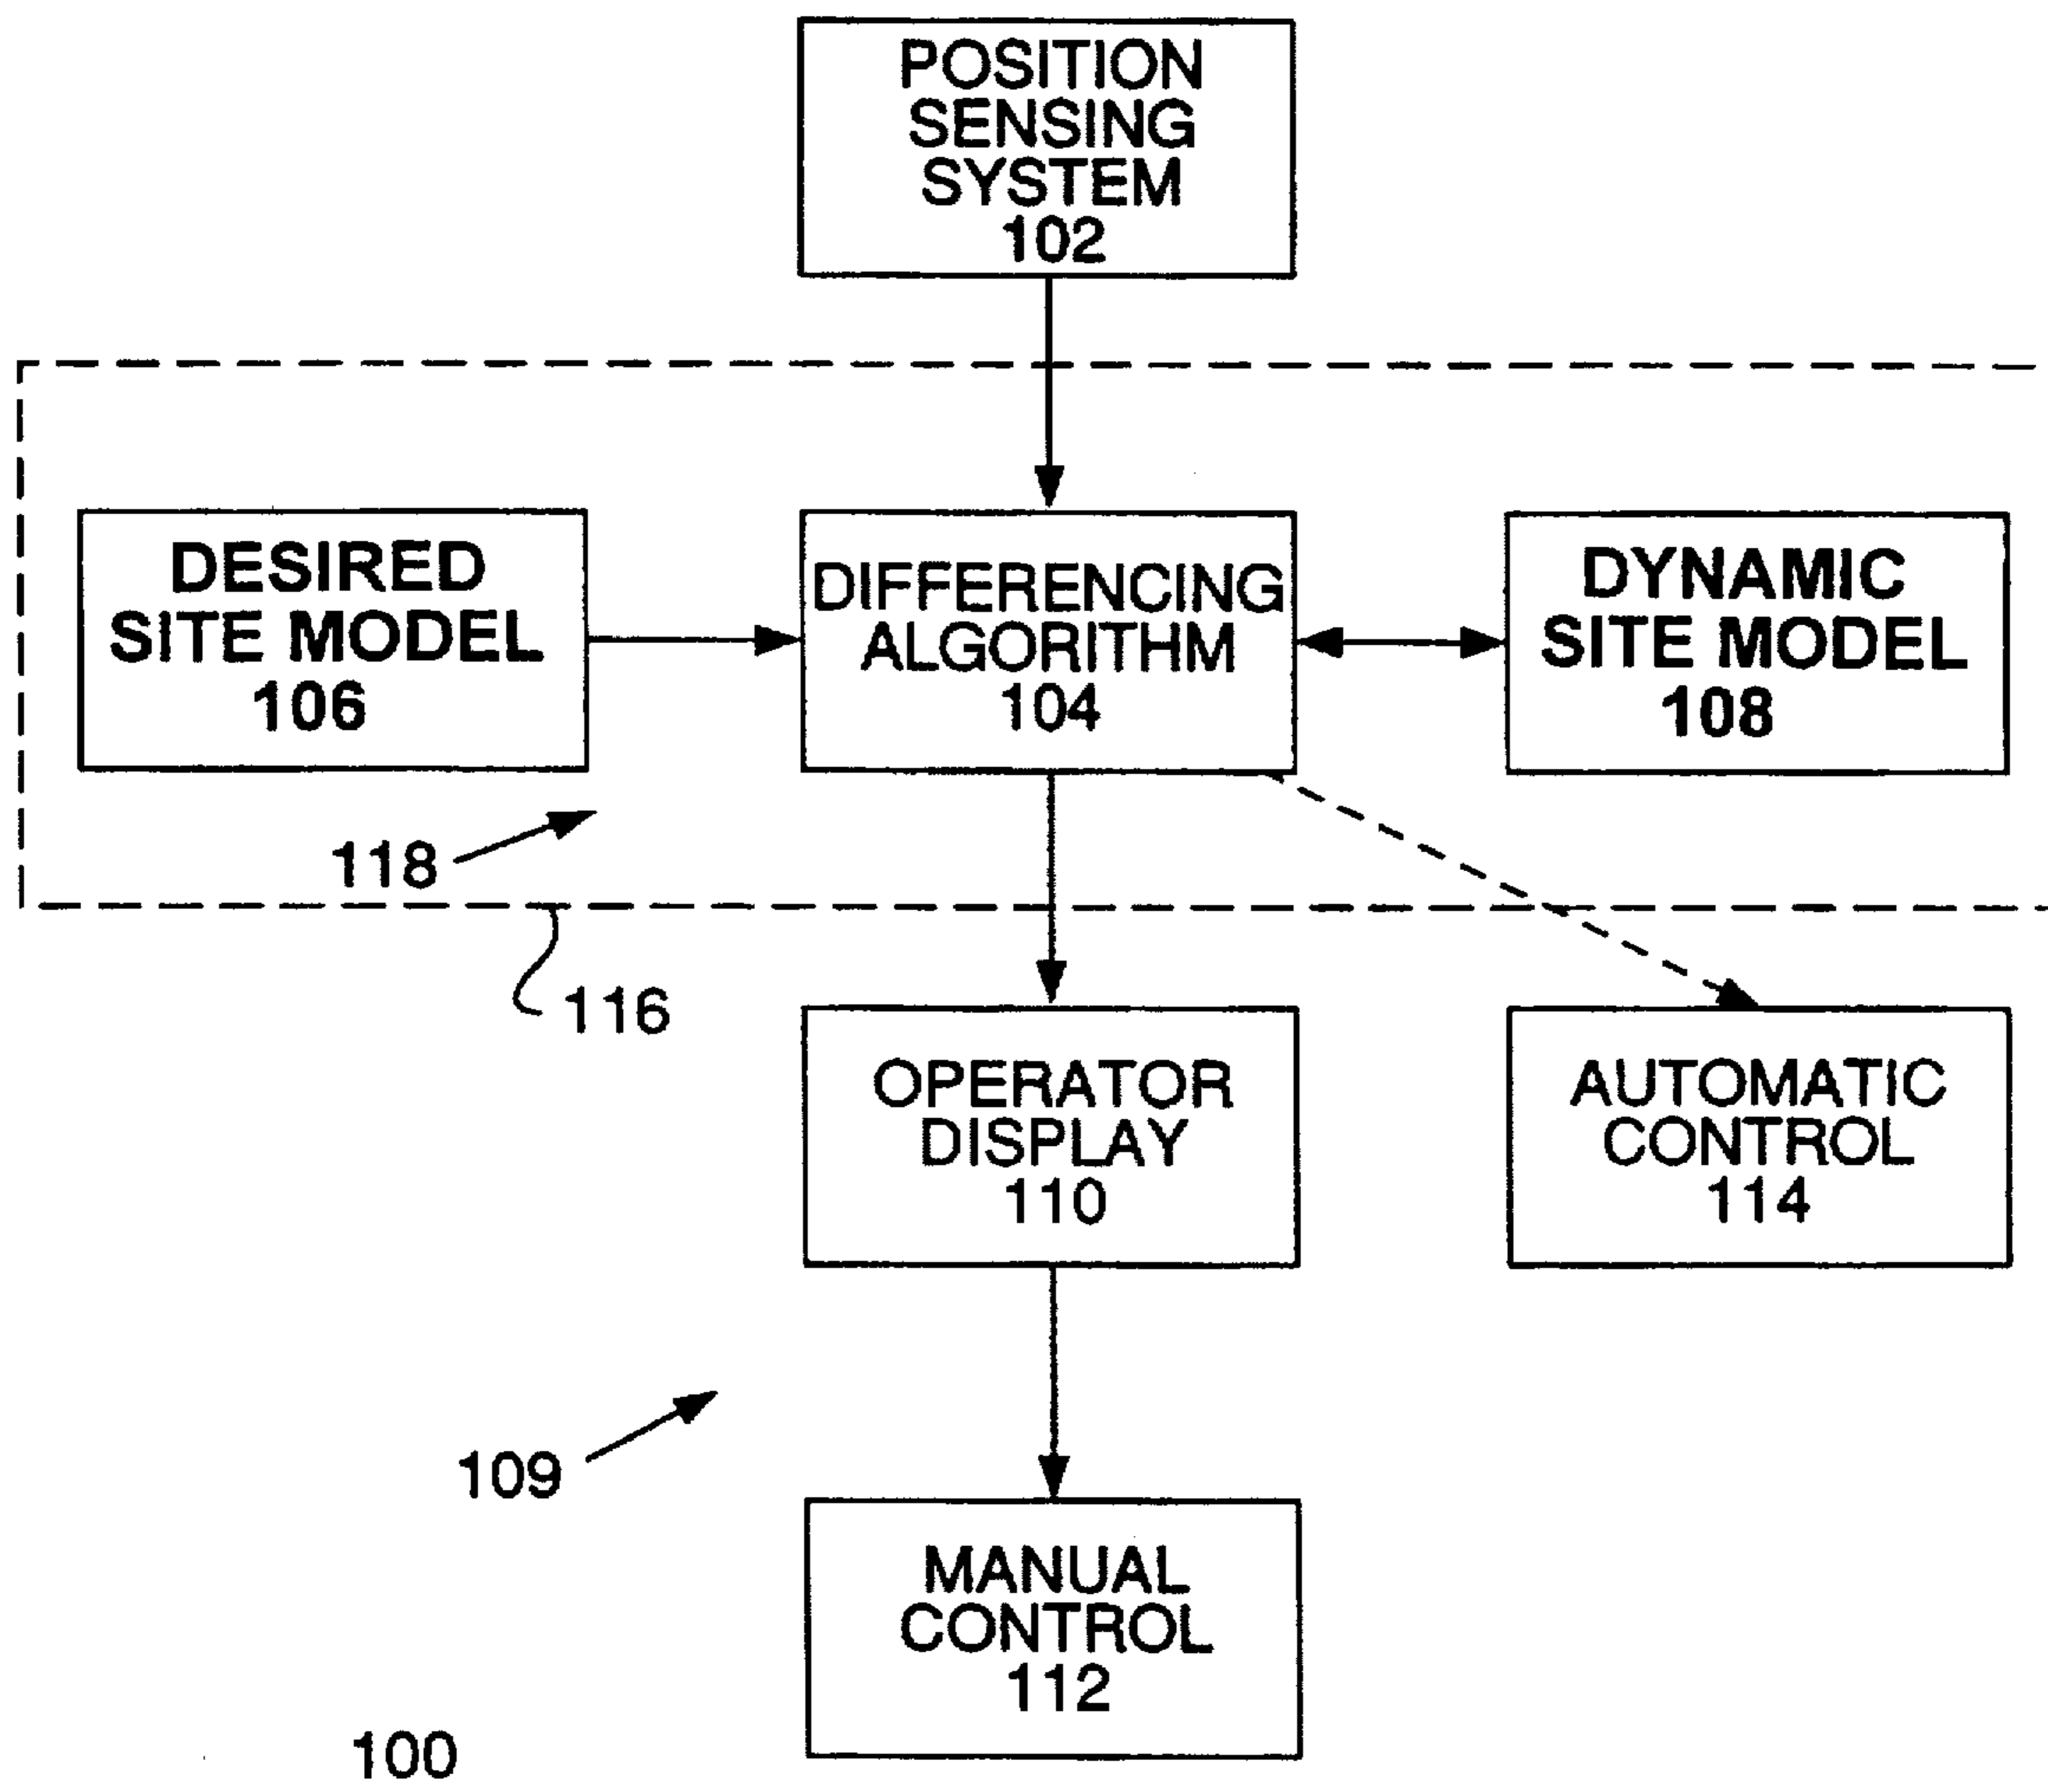 POSITION
SENSING
SYSTEM
102
DESIRED
SITE MODEL
106
DIFFERENCING
ALGORITHM
104
DYNAMIC
SITE MODEL
108
118
116
OPERATOR
DISPLAY
110
AUTOMATIC
CONTROL
114
109
MANUAL
CONTROL
112
100